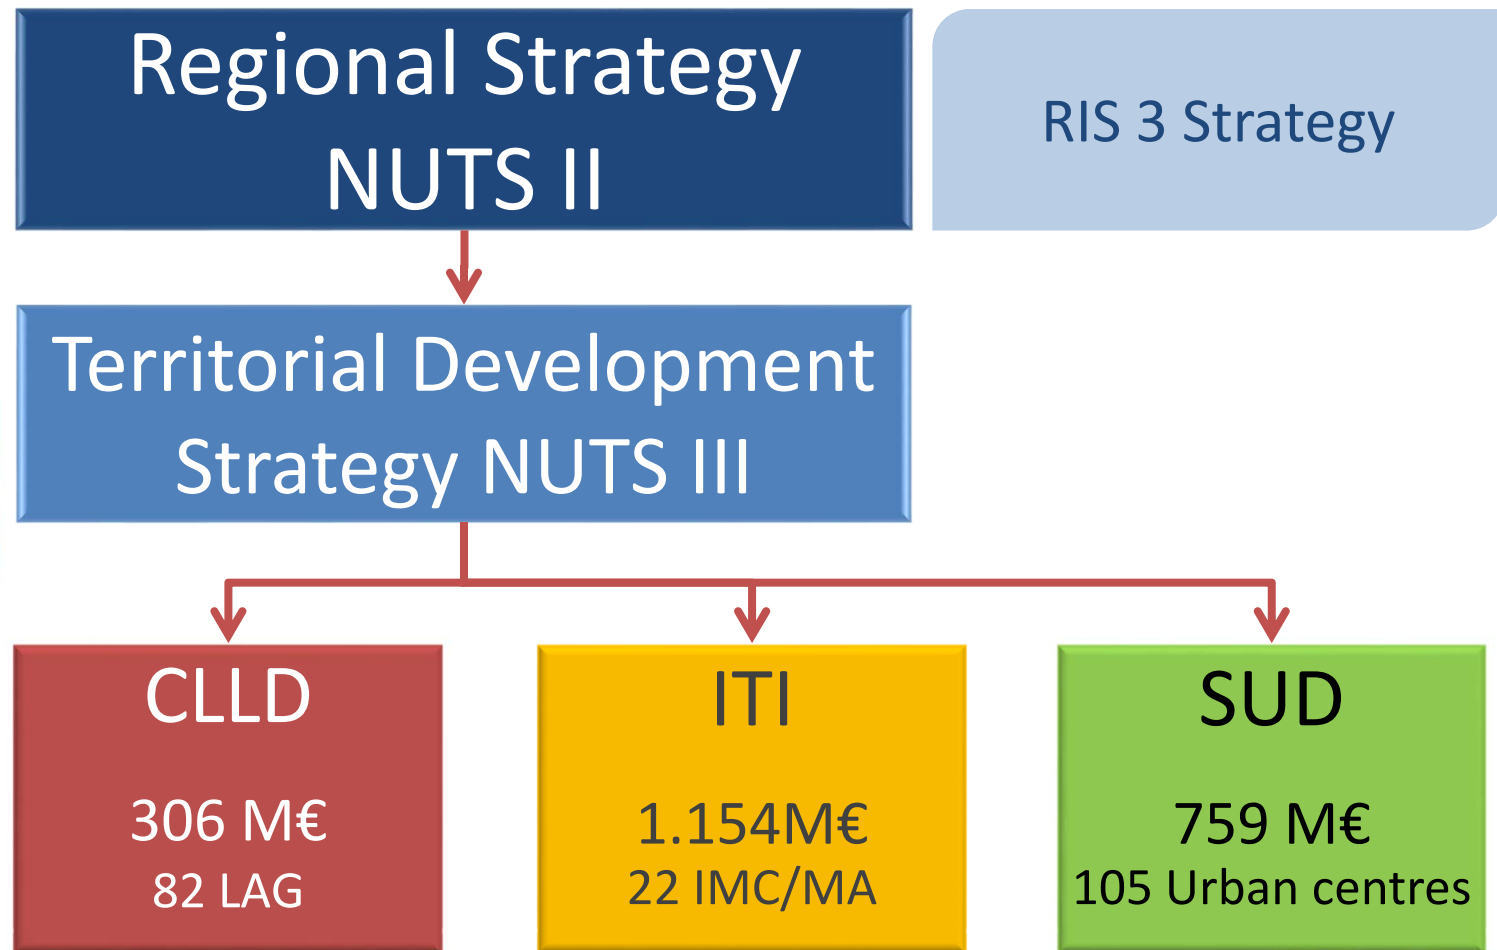 Regional Strategy
NUTS II
RIS 3 Strategy
Territorial Development
Strategy NUTS III
CLLD
306 M€
82 LAG
ITI
1.154M€
22 IMC/MA
SUD
759 M€
105 Urban centres